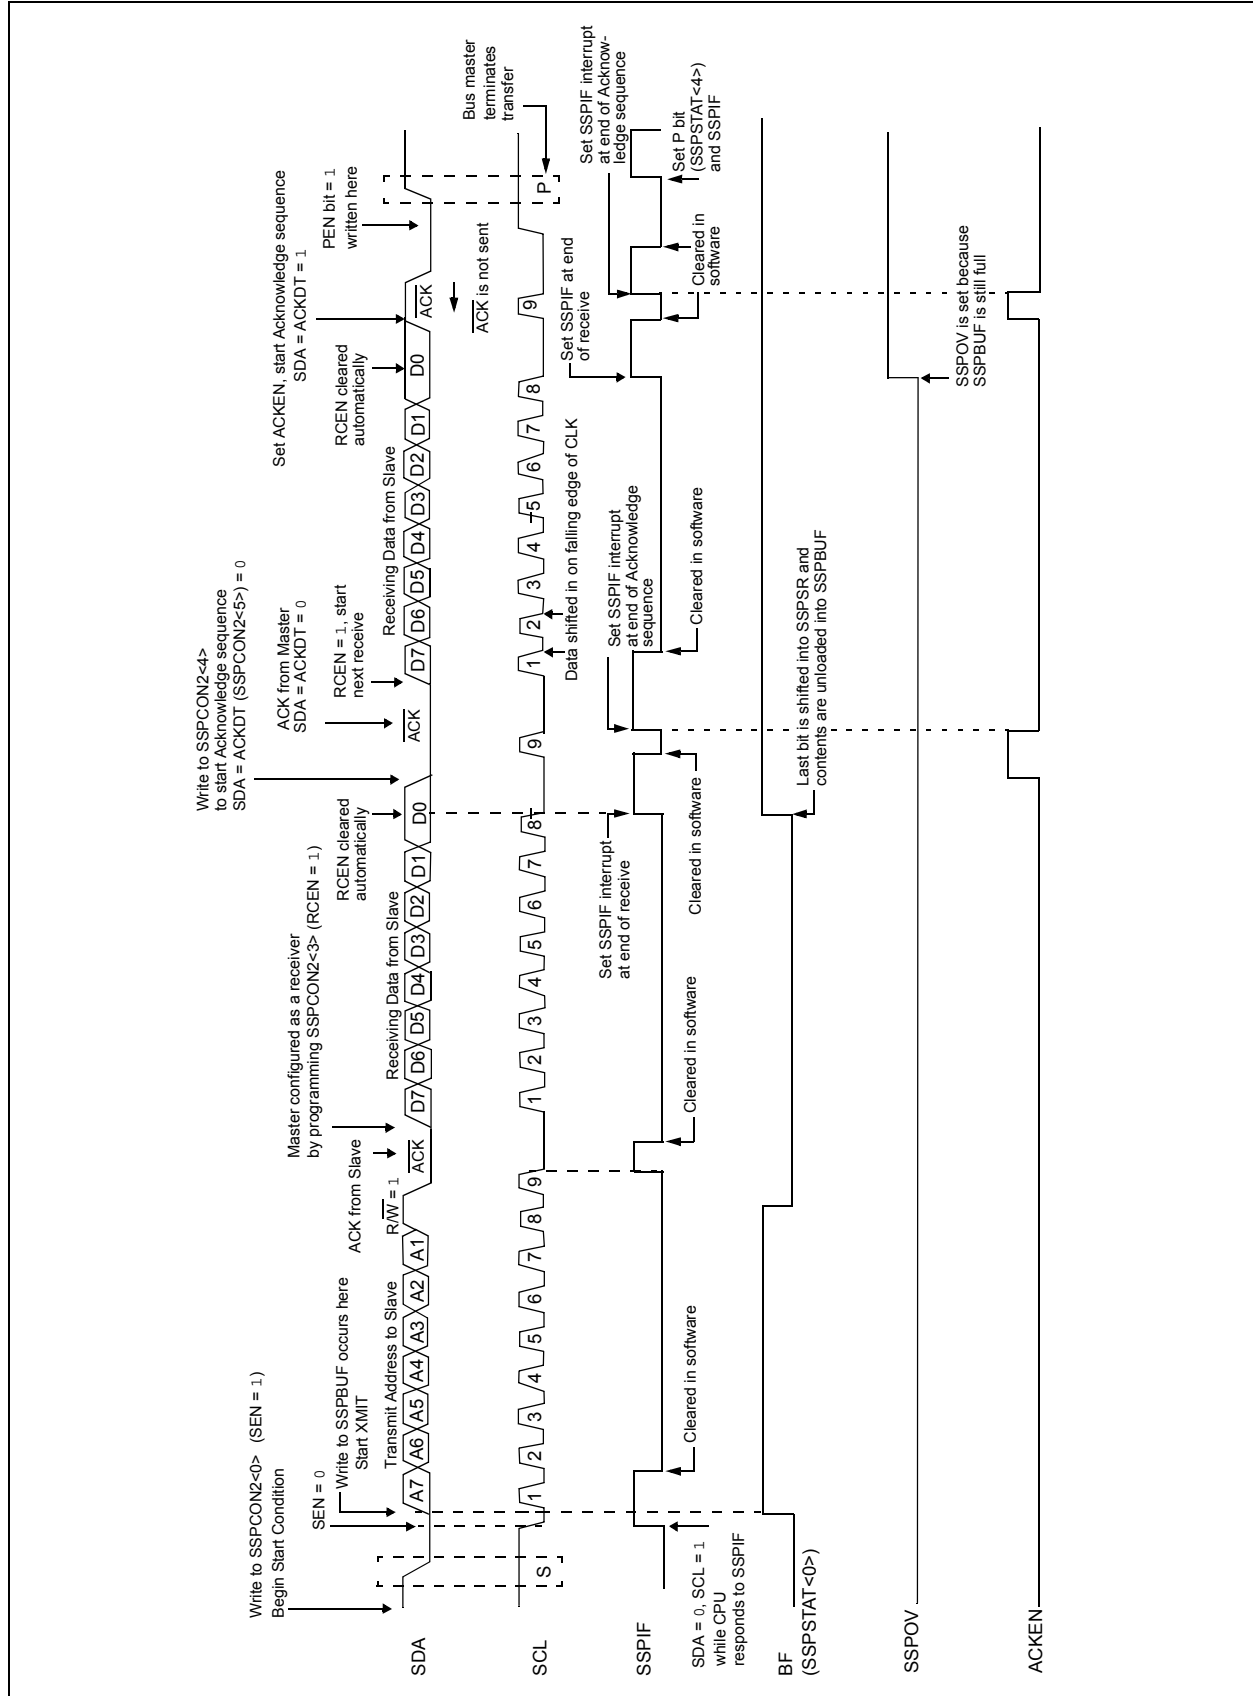 Write to SSPCON2<0> (SEN = 1)
Begin Start Condition
SEN = 0
Write to SSPBUF occurs here
Start XMIT
Transmit Address to Slave
R/W = 1
ACK from Slave
Master configured as a receiver
by programming SSPCON2<3> (RCEN = 1)
Receiving Data from Slave
RCEN cleared
automatically
Write to SSPCON2<4>
to start Acknowledge sequence
SDA = ACKDT (SSPCON2<5>) = 0
ACK from Master
SDA = ACKDT = 0
RCEN = 1, start
next receive
Receiving Data from Slave
RCEN cleared
automatically
Set ACKEN, start Acknowledge sequence
SDA = ACKDT = 1
PEN bit = 1
written here
SDA
A7 A6 A5 A4 A3 A2 A1
ACK
D7 D6 D5 D4 D3 D2 D1 D0
ACK
D7 D6 D5 D4 D3 D2 D1 D0
ACK
ACK is not sent
Bus master
terminates
transfer
SCL
S
1 2 3 4 5 6 7 8 9
1 2 3 4 5 6 7 8 9
1 2 3 4 5 6 7 8 9
P
Data shifted in on falling edge of CLK
Set SSPIF interrupt
at end of receive
Set SSPIF interrupt
at end of Acknowledge
sequence
Set SSPIF at end
of receive
Set SSPIF interrupt
at end of Acknow-
ledge sequence
SSPIF
SDA = 0, SCL = 1
while CPU
responds to SSPIF
Cleared in software
Cleared in software
Cleared in software
Cleared in software
Cleared in
software
Set P bit
(SSPSTAT<4>)
and SSPIF
BF
(SSPSTAT<0>)
Last bit is shifted into SSPSR and
contents are unloaded into SSPBUF
SSPOV
SSPOV is set because
SSPBUF is still full
ACKEN